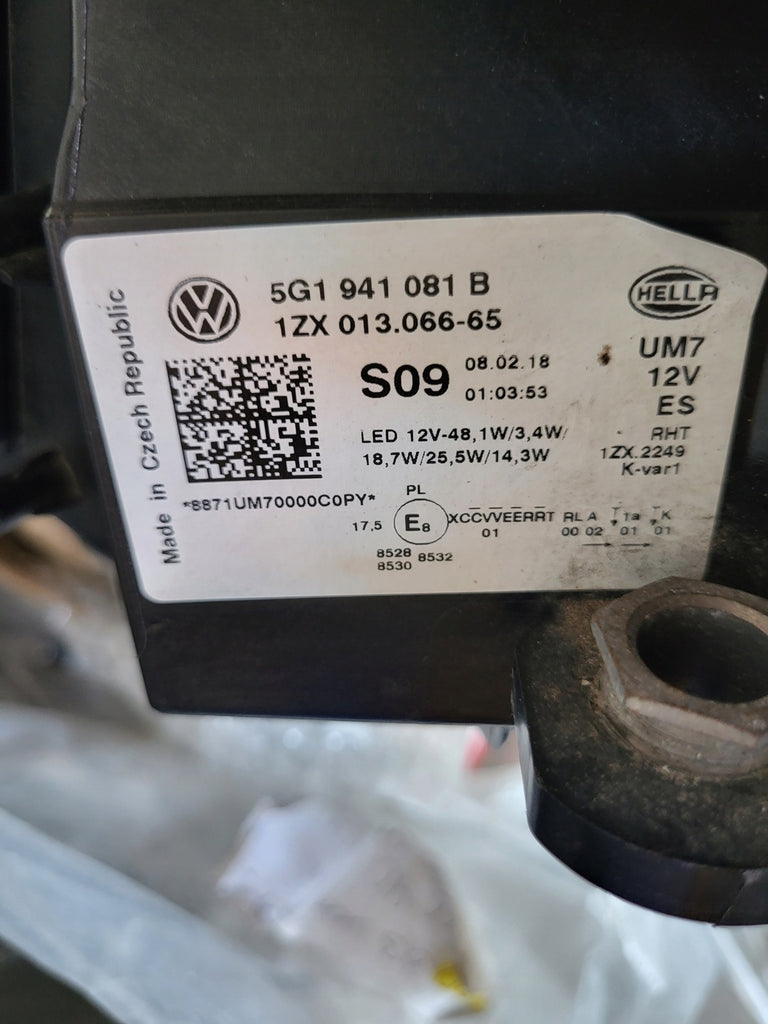 Made in Czech Republic
5G1 941 081 B
1ZX 013.066-65
HELLA
S09
08.02.18
01:03:53
UM7
12V
ES
LED 12V-48,1W/3,4W/
18,7W/25,5W/14,3W
RHT
1ZX.2249
K-var1
*8871UM70000C0PY*
PL
17,5 E8 XCCVVEERRT RL A 1a K
01 00 02 01 01
8528 8532
8530